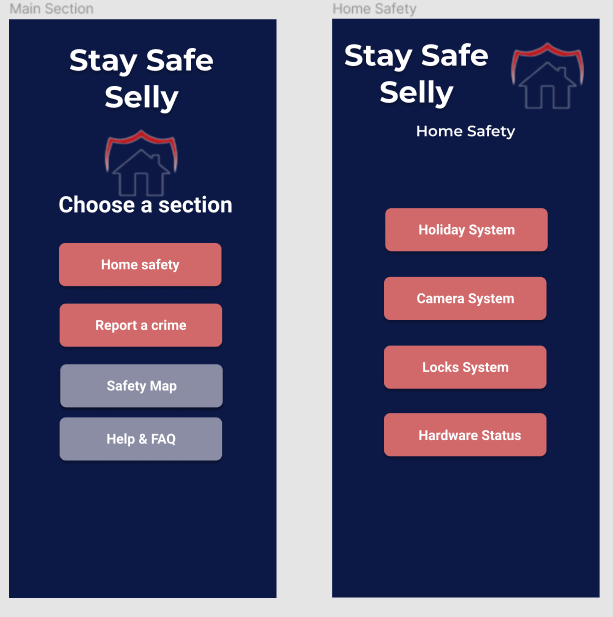 Main Section
Stay Safe
Selly
Choose a section
Home safety
Report a crime
Safety Map
Help & FAQ
Home Safety
Stay Safe
Selly
Home Safety
Holiday System
Camera System
Locks System
Hardware Status